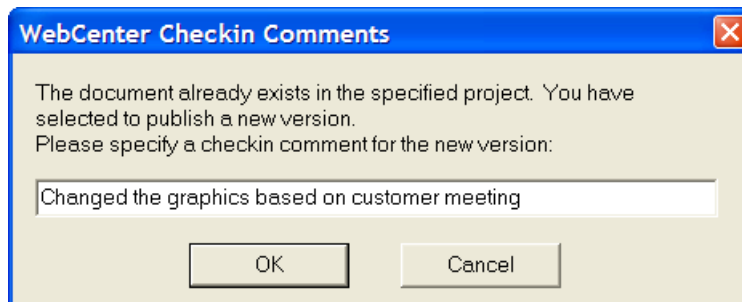 WebCenter Checkin Comments
The document already exists in the specified project. You have
selected to publish a new version.
Please specify a checkin comment for the new version:
Changed the graphics based on customer meeting
OK
Cancel